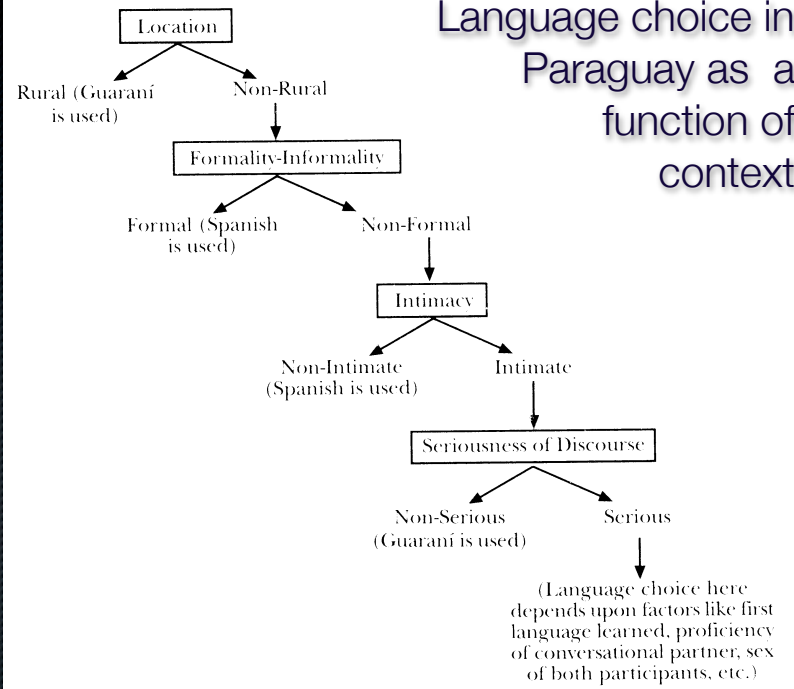 Language choice in
Paraguay as a
function of
context
Location
Rural (Guaraní
is used)
Non-Rural
Formality-Informality
Formal (Spanish
is used)
Non-Formal
Intimacy
Non-Intimate
(Spanish is used)
Intimate
Seriousness of Discourse
Non-Serious
(Guaraní is used)
Serious
(Language choice here
depends upon factors like first
language learned, proficiency
of conversational partner, sex
of both participants, etc.)